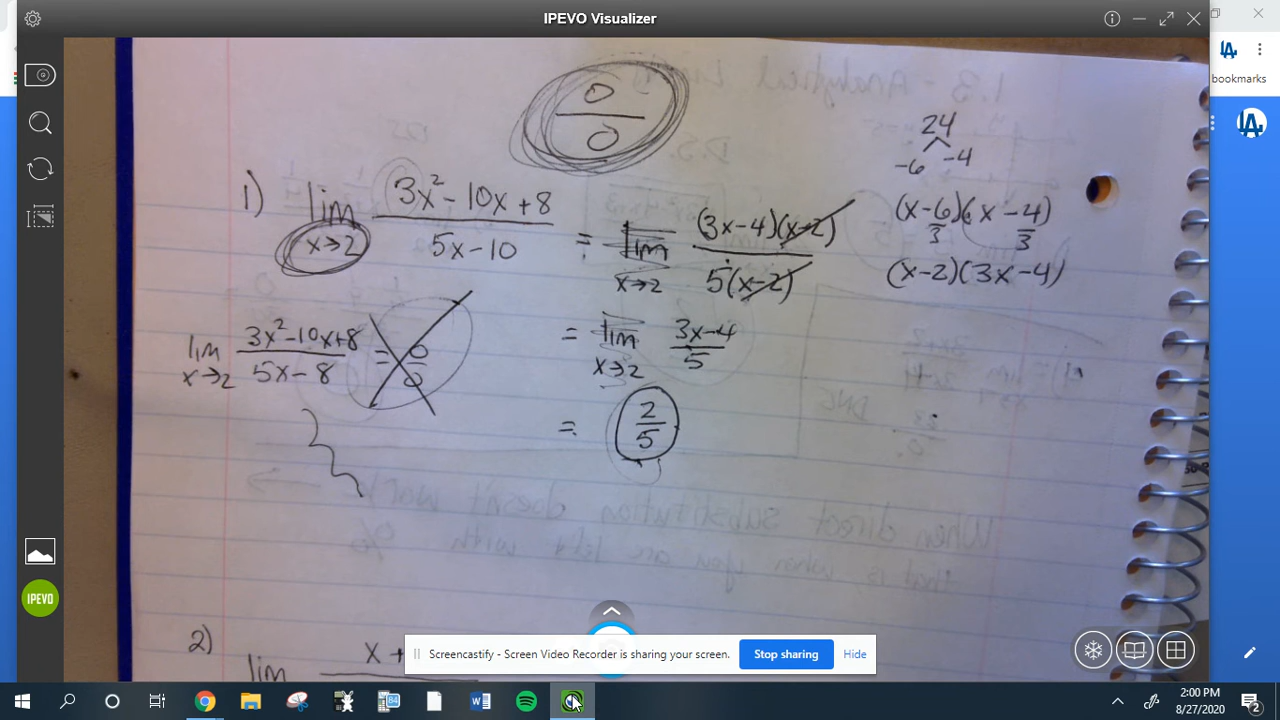 IPEVO Visualizer
bookmarks
0
0
24
-6 -4
1) lim x→2
3x² - 10x + 8
5x - 10
= lim x→2
(3x-4)(x-2)
5(x-2)
(x-6)(x-4)
3 3
(x-2)(3x-4)
lim x→2
3x²-10x+8
5x-8
= 0
0
= lim x→2
3x-4
5
= 2
5
2)
lim
x +
IPEVO
Screencastify - Screen Video Recorder is sharing your screen.
Stop sharing
Hide
2:00 PM
8/27/2020
2